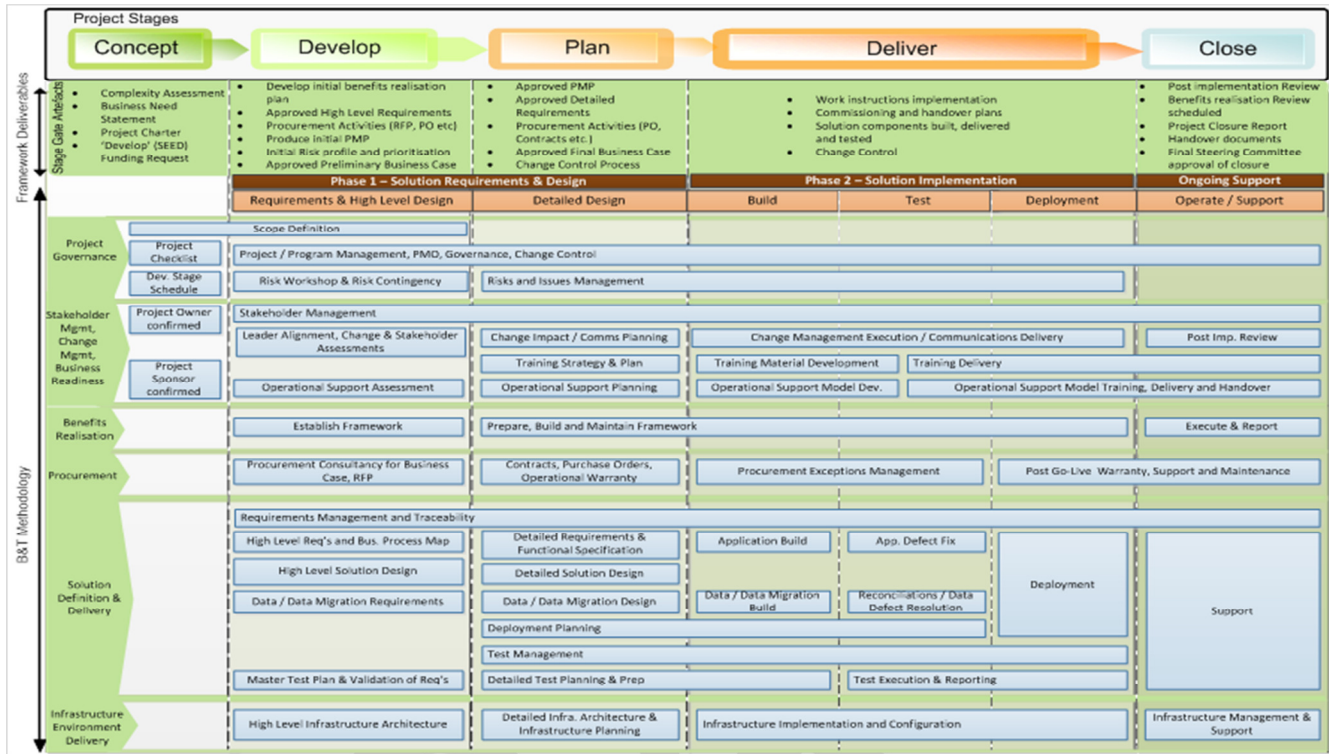 Project Stages
Concept
Develop
Plan
Deliver
Close
Framework Deliverables
Stage Gate Artefacts
• Complexity Assessment
• Business Need
Statement
• Project Charter
• 'Develop' (SEED)
Funding Request
• Develop initial benefits realisation
plan
• Approved High Level Requirements
• Procurement Activities (RFP, PO etc)
• Produce initial PMP
• Initial Risk profile and prioritisation
• Approved Preliminary Business Case
• Approved PMP
• Approved Detailed
Requirements
• Procurement Activities (PO,
Contracts etc.)
• Approved Final Business Case
• Change Control Process
• Work instructions implementation
• Commissioning and handover plans
• Solution components built, delivered
and tested
• Change Control
• Post implementation Review
• Benefits realisation Review
scheduled
• Project Closure Report
• Handover documents
• Final Steering Committee
approval of closure
Phase 1 – Solution Requirements & Design
Phase 2 – Solution Implementation
Ongoing Support
Requirements & High Level Design
Detailed Design
Build
Test
Deployment
Operate / Support
B&T Methodology
Project
Governance
Scope Definition
Project
Checklist
Project / Program Management, PMO, Governance, Change Control
Dev. Stage
Schedule
Risk Workshop & Risk Contingency
Risks and Issues Management
Stakeholder
Mgmt,
Change
Mgmt,
Business
Readiness
Project Owner
confirmed
Stakeholder Management
Leader Alignment, Change & Stakeholder
Assessments
Change Impact / Comms Planning
Change Management Execution / Communications Delivery
Post Imp. Review
Project
Sponsor
confirmed
Training Strategy & Plan
Training Material Development
Training Delivery
Operational Support Assessment
Operational Support Planning
Operational Support Model Dev.
Operational Support Model Training, Delivery and Handover
Benefits
Realisation
Establish Framework
Prepare, Build and Maintain Framework
Execute & Report
Procurement
Procurement Consultancy for Business
Case, RFP
Contracts, Purchase Orders,
Operational Warranty
Procurement Exceptions Management
Post Go-Live Warranty, Support and Maintenance
Solution
Definition &
Delivery
Requirements Management and Traceability
High Level Req's and Bus. Process Map
Detailed Requirements &
Functional Specification
Application Build
App. Defect Fix
Deployment
Support
High Level Solution Design
Detailed Solution Design
Data / Data Migration Requirements
Data / Data Migration Design
Data / Data Migration
Build
Reconciliations / Data
Defect Resolution
Deployment Planning
Test Management
Master Test Plan & Validation of Req's
Detailed Test Planning & Prep
Test Execution & Reporting
Infrastructure
Environment
Delivery
High Level Infrastructure Architecture
Detailed Infra. Architecture &
Infrastructure Planning
Infrastructure Implementation and Configuration
Infrastructure Management &
Support